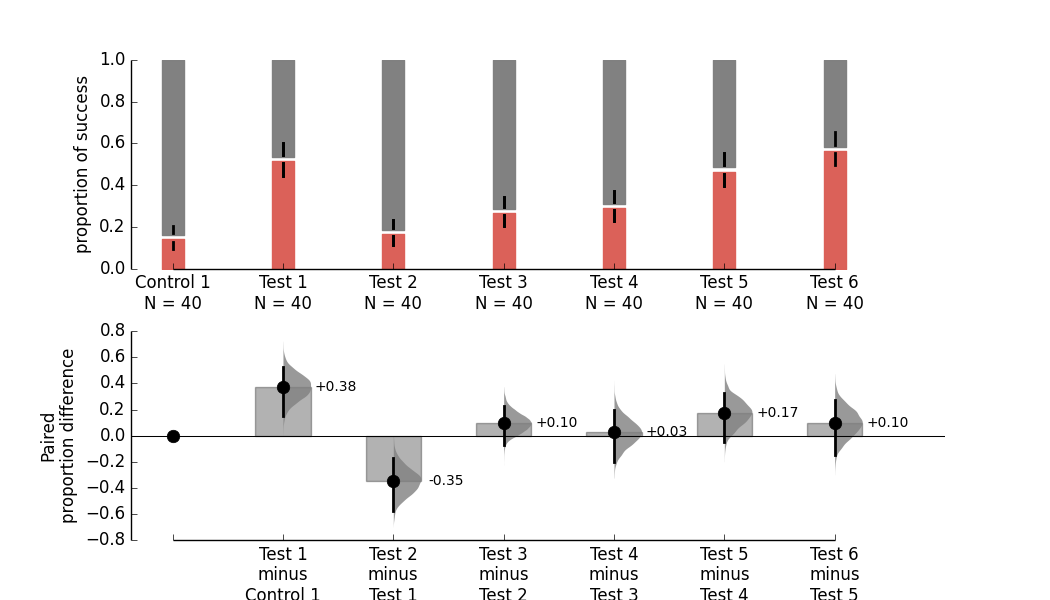 proportion of success
1.0
0.8
0.6
0.4
0.2
0.0
Control 1 Test 1 Test 2 Test 3 Test 4 Test 5 Test 6
N = 40 N = 40 N = 40 N = 40 N = 40 N = 40 N = 40
Paired
proportion difference
0.8
0.6
0.4
0.2
0.0
−0.2
−0.4
−0.6
−0.8
+0.38
-0.35
+0.10
+0.03
+0.17
+0.10
Test 1 Test 2 Test 3 Test 4 Test 5 Test 6
minus minus minus minus minus minus
Control 1 Test 1 Test 2 Test 3 Test 4 Test 5